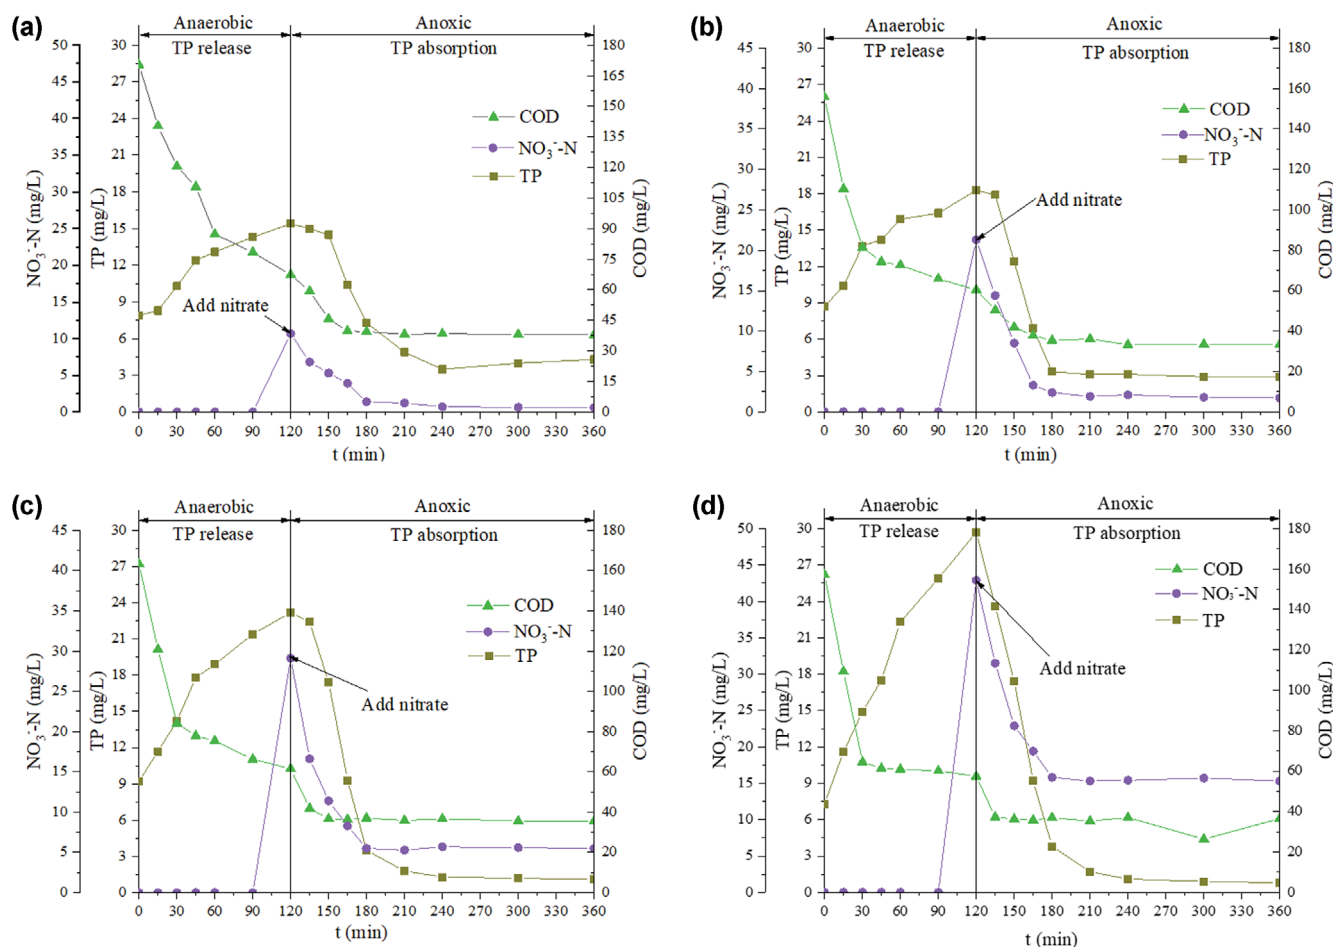 (a)
Anaerobic
Anoxic
TP release
TP absorption
NO₃⁻-N (mg/L)
50
45
40
35
30
25
20
15
10
5
0
TP (mg/L)
30
27
24
21
18
15
12
9
6
3
0
COD (mg/L)
180
165
150
135
120
105
90
75
60
45
30
15
0
COD
NO₃⁻-N
TP
Add nitrate
0 30 60 90 120 150 180 210 240 270 300 330 360
t (min)
(b)
Anaerobic
Anoxic
TP release
TP absorption
NO₃⁻-N (mg/L)
45
40
35
30
25
20
15
10
5
0
TP (mg/L)
30
27
24
21
18
15
12
9
6
3
0
COD (mg/L)
180
160
140
120
100
80
60
40
20
0
COD
NO₃⁻-N
TP
Add nitrate
0 30 60 90 120 150 180 210 240 270 300 330 360
t (min)
(c)
Anaerobic
Anoxic
TP release
TP absorption
NO₃⁻-N (mg/L)
45
40
35
30
25
20
15
10
5
0
TP (mg/L)
30
27
24
21
18
15
12
9
6
3
0
COD (mg/L)
180
160
140
120
100
80
60
40
20
0
COD
NO₃⁻-N
TP
Add nitrate
0 30 60 90 120 150 180 210 240 270 300 330 360
t (min)
(d)
Anaerobic
Anoxic
TP release
TP absorption
NO₃⁻-N (mg/L)
50
40
30
20
10
0
TP (mg/L)
30
27
24
21
18
15
12
9
6
3
0
COD (mg/L)
180
160
140
120
100
80
60
40
20
0
COD
NO₃⁻-N
TP
Add nitrate
0 30 60 90 120 150 180 210 240 270 300 330 360
t (min)